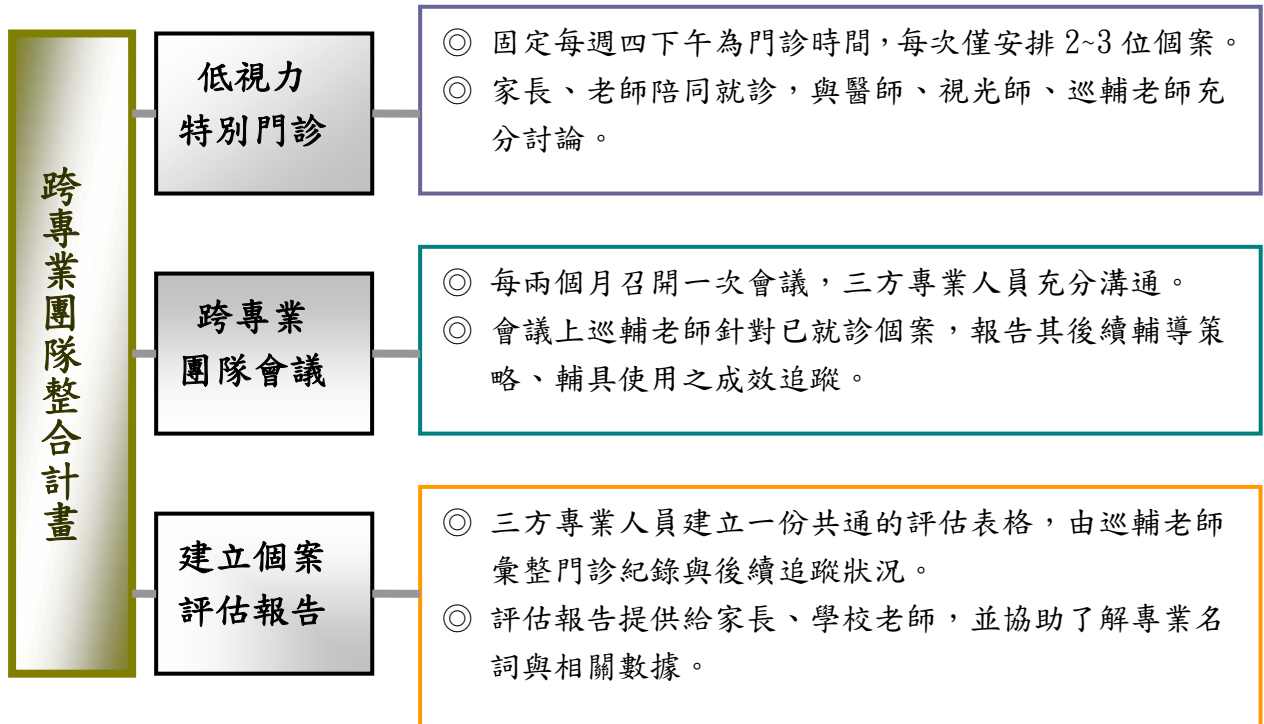 跨專業團隊整合計畫
低視力
特別門診
◎ 固定每週四下午為門診時間，每次僅安排 2~3 位個案。
◎ 家長、老師陪同就診，與醫師、視光師、巡輔老師充
分討論。
跨專業
團隊會議
◎ 每兩個月召開一次會議，三方專業人員充分溝通。
◎ 會議上巡輔老師針對已就診個案，報告其後續輔導策
略、輔具使用之成效追蹤。
建立個案
評估報告
◎ 三方專業人員建立一份共通的評估表格，由巡輔老師
彙整門診紀錄與後續追蹤狀況。
◎ 評估報告提供給家長、學校老師，並協助了解專業名
詞與相關數據。